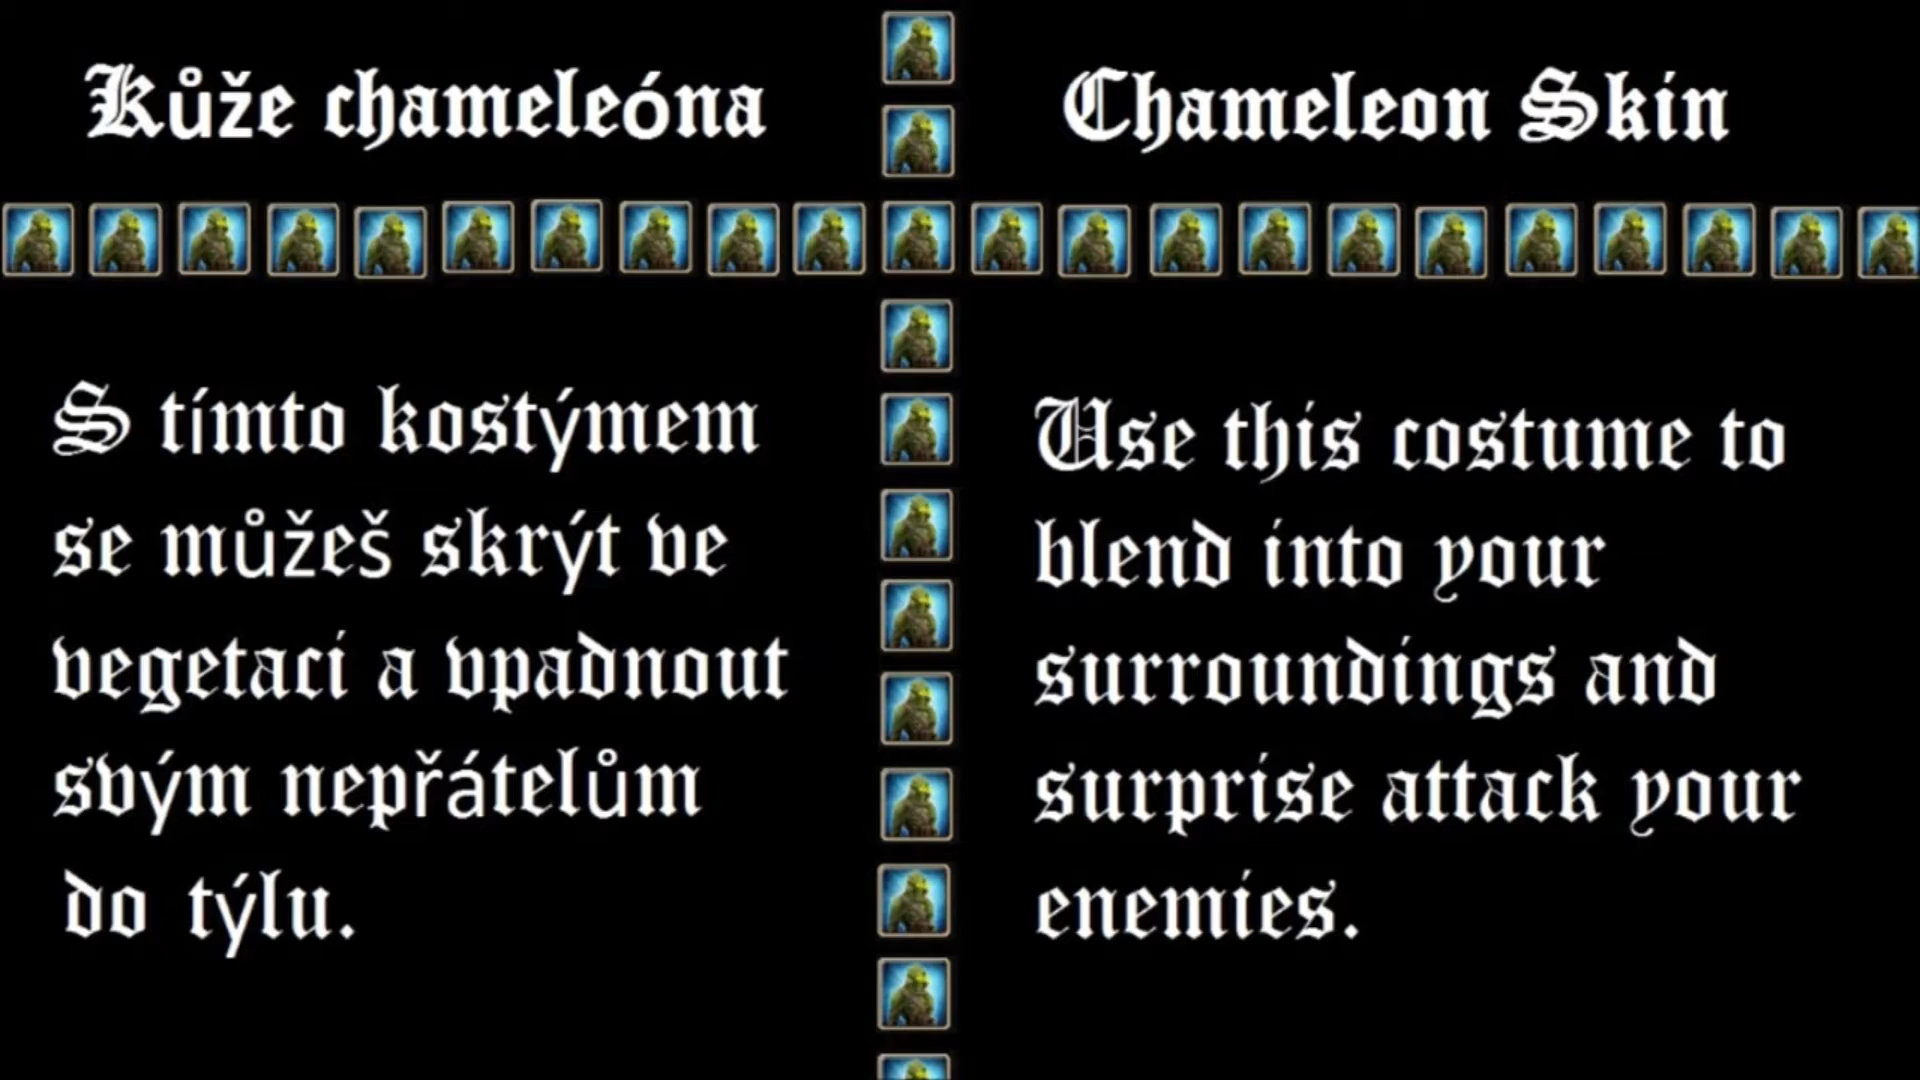 Kůže chameleóna
S tímto kostýmem
se můžeš skrýt ve
vegetaci a vpadnout
svým nepřátelům
do týlu.
Chameleon Skin
Use this costume to
blend into your
surroundings and
surprise attack your
enemies.